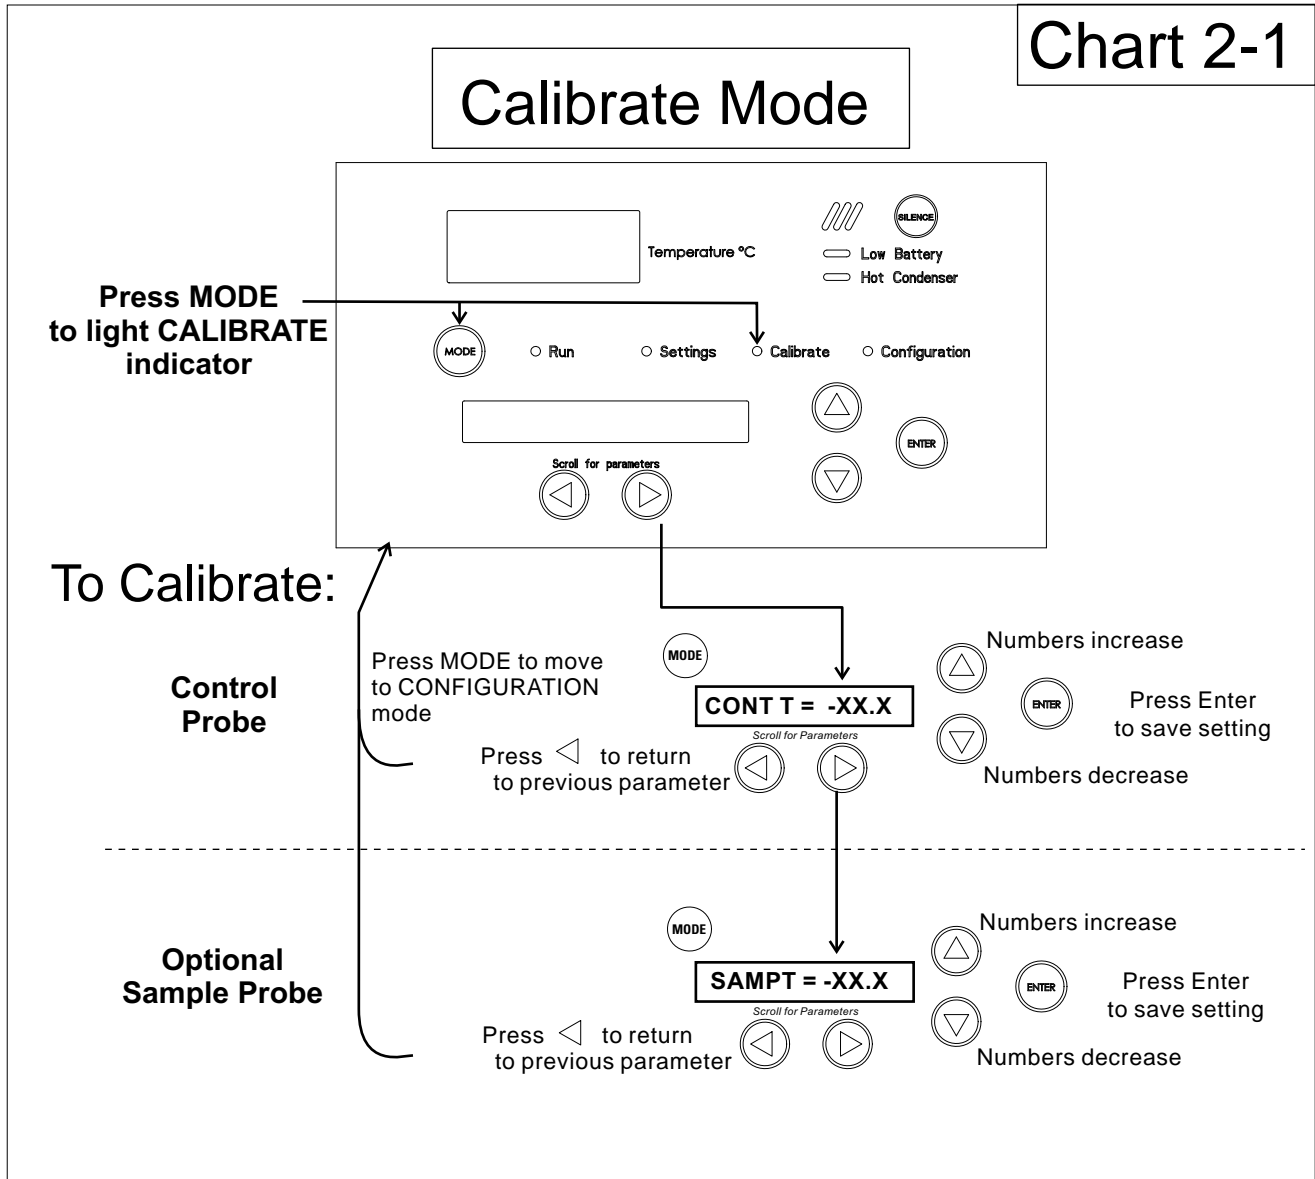 Chart 2-1
Calibrate Mode
SILENCE
Temperature °C
Low Battery
Hot Condenser
Press MODE
to light CALIBRATE
indicator
MODE
Run
Settings
Calibrate
Configuration
ENTER
Scroll for parameters
To Calibrate:
Control
Probe
Press MODE to move
to CONFIGURATION
mode
MODE
CONT T = -XX.X
Scroll for Parameters
Press to return
to previous parameter
Numbers increase
ENTER
Press Enter
to save setting
Numbers decrease
Optional
Sample Probe
MODE
SAMPT = -XX.X
Scroll for Parameters
Press to return
to previous parameter
Numbers increase
ENTER
Press Enter
to save setting
Numbers decrease